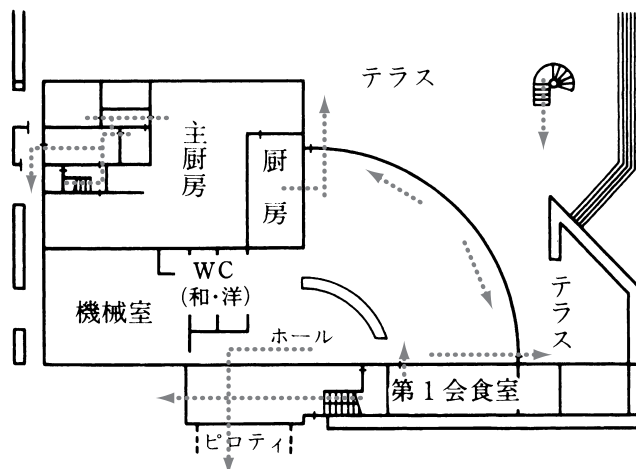 テラス
主厨房
厨房
WC
(和・洋)
機械室
ホール
テラス
第1会食室
ピロティ